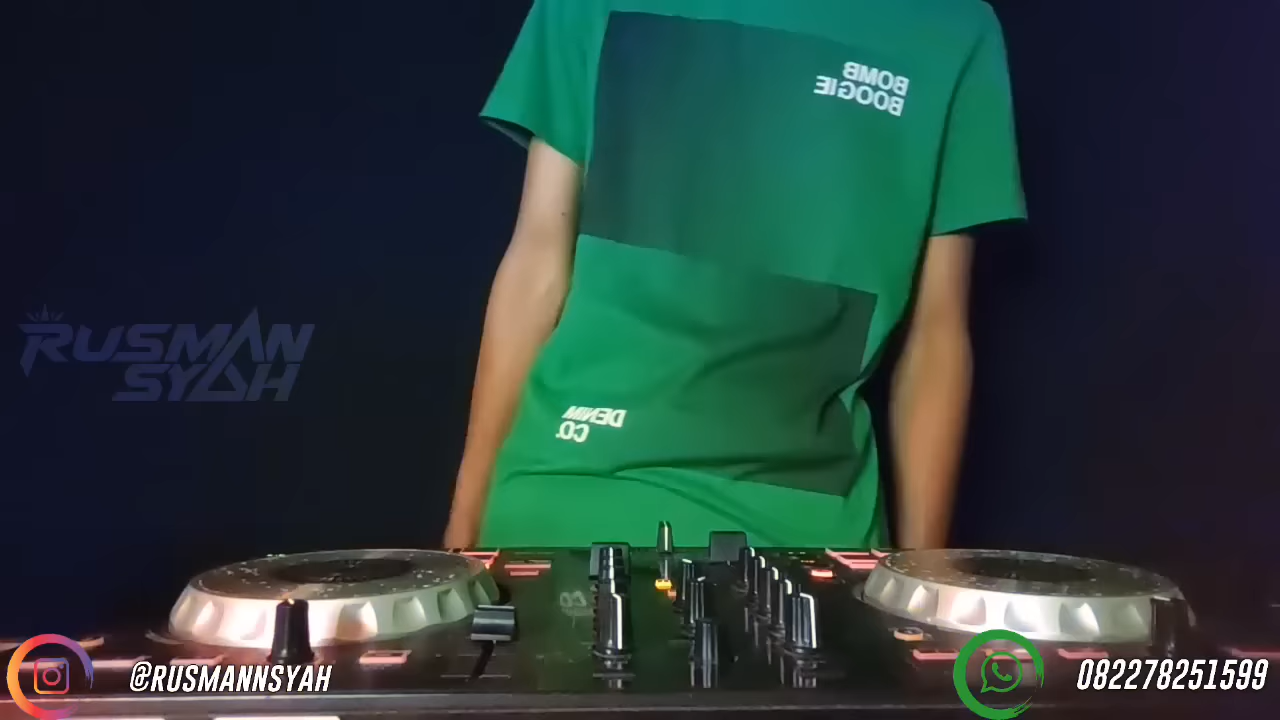 BOMB
BOOGIE
RUSMAN
SYAH
DENIM
CO.
@RUSMANNSYAH
082278251599